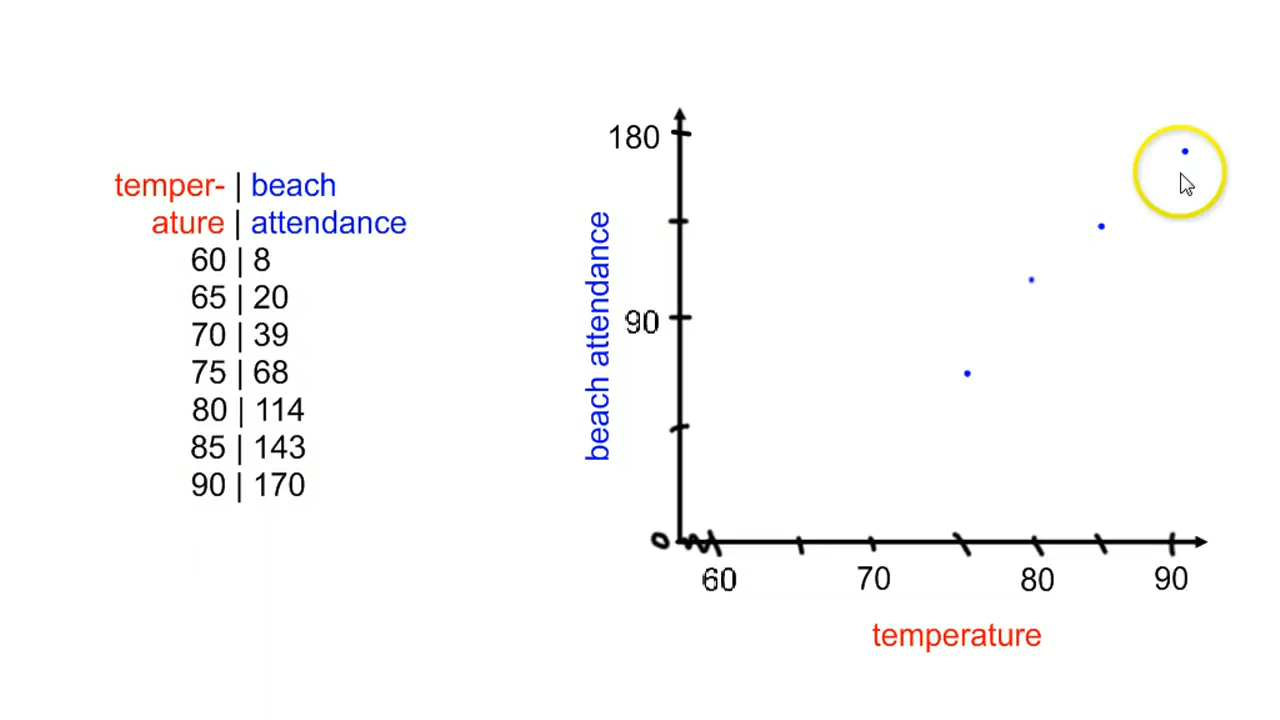 temper- | beach
ature | attendance
60 | 8
65 | 20
70 | 39
75 | 68
80 | 114
85 | 143
90 | 170
180
90
0
beach attendance
60
70
80
90
temperature